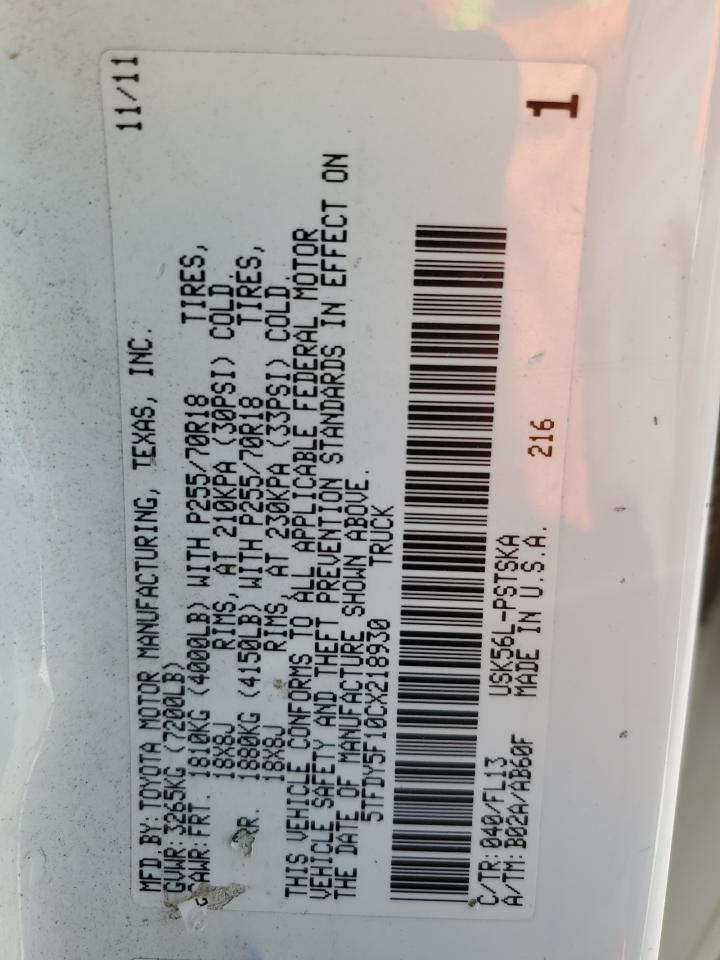 MFD.BY:TOYOTA MOTOR MANUFACTURING, TEXAS, INC. 11/11
GVWR:3265KG (7200LB)
GAWR:FRT. 1810KG (4000LB) WITH P255/70R18 TIRES,
18X8J RIMS, AT 210KPA (30PSI) COLD.
RR. 1880KG (4150LB) WITH P255/70R18 TIRES,
18X8J RIMS, AT 230KPA (33PSI) COLD.
THIS VEHICLE CONFORMS TO ALL APPLICABLE FEDERAL MOTOR
VEHICLE SAFETY AND THEFT PREVENTION STANDARDS IN EFFECT ON
THE DATE OF MANUFACTURE SHOWN ABOVE.
5TFDY5F10CX218930 TRUCK
C/TR:040/FL13 USK56L-PSTSKA
A/TM:B02A/AB60F MADE IN U.S.A. 216 1